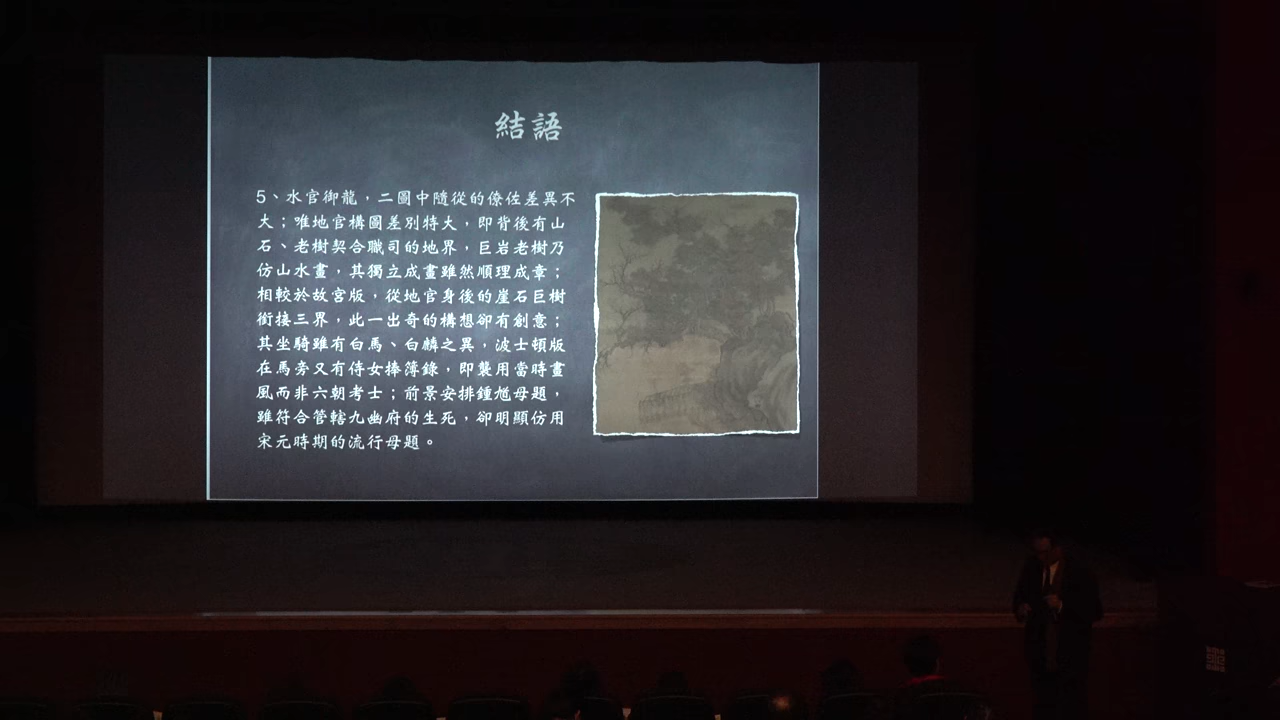 結語
5、水官御龍，二圖中隨從的僚佐差異不
大；唯地官構圖差別特大，即背後有山
石、老樹契合職司的地界，巨岩老樹乃
仿山水畫，其獨立成畫雖然順理成章；
相較於故宮版，從地官身後的崖石巨樹
銜接三界，此一出奇的構想卻有創意；
其坐騎雖有白馬、白麟之異，波士頓版
在馬旁又有侍女捧簿錄，即襲用當時畫
風而非六朝考士；前景安排鍾馗母題，
雖符合管轄九幽府的生死，卻明顯仿用
宋元時期的流行母題。